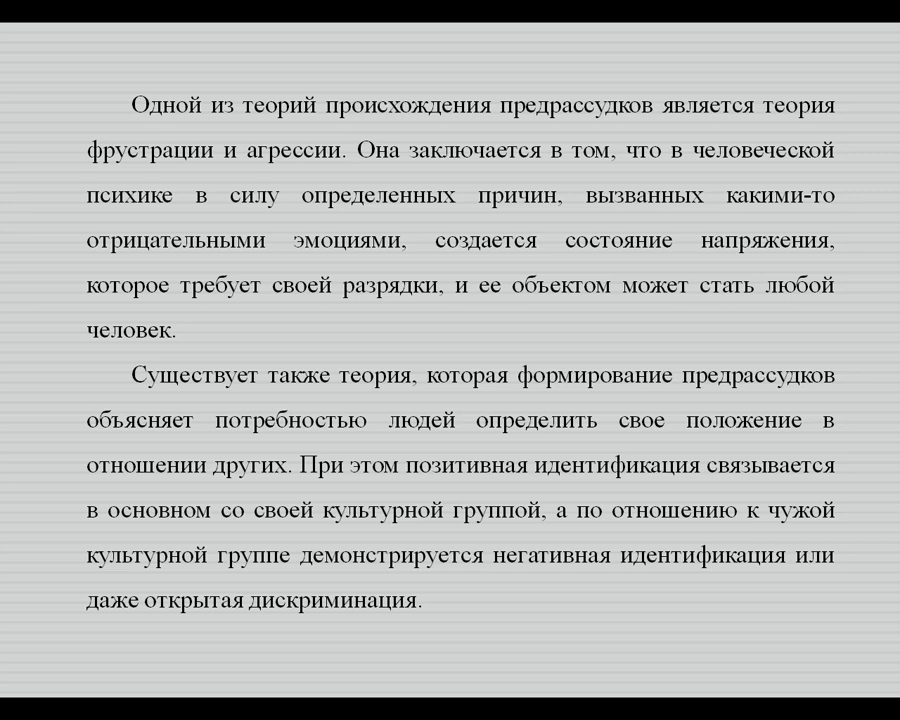 Одной из теорий происхождения предрассудков является теория
фрустрации и агрессии. Она заключается в том, что в человеческой
психике в силу определенных причин, вызванных какими-то
отрицательными эмоциями, создается состояние напряжения,
которое требует своей разрядки, и ее объектом может стать любой
человек.
Существует также теория, которая формирование предрассудков
объясняет потребностью людей определить свое положение в
отношении других. При этом позитивная идентификация связывается
в основном со своей культурной группой, а по отношению к чужой
культурной группе демонстрируется негативная идентификация или
даже открытая дискриминация.